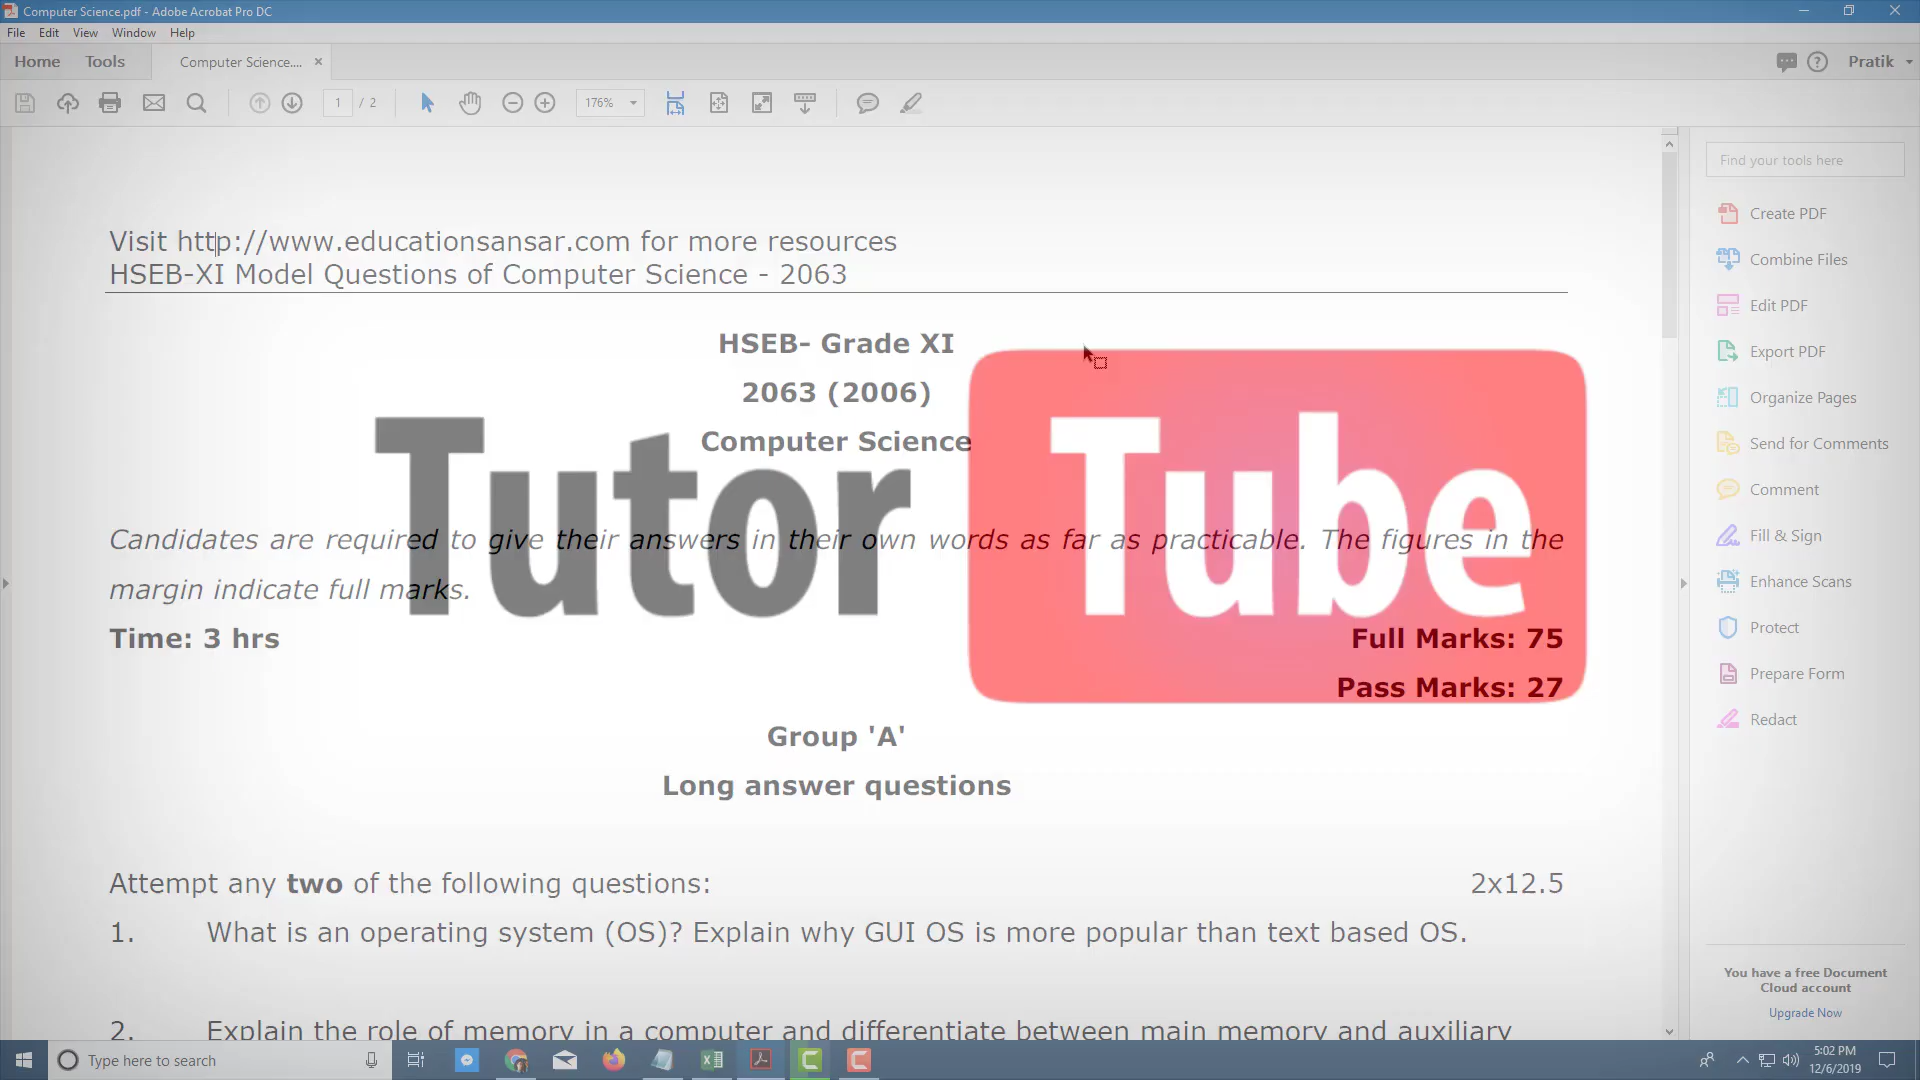 Computer Science.pdf - Adobe Acrobat Pro DC
File Edit View Window Help
Home Tools Computer Science.... Pratik
1 / 2 176%
Find your tools here
Create PDF
Combine Files
Edit PDF
Export PDF
Organize Pages
Send for Comments
Comment
Fill & Sign
Enhance Scans
Protect
Prepare Form
Redact
You have a free Document
Cloud account
Upgrade Now
Visit http://www.educationsansar.com for more resources
HSEB-XI Model Questions of Computer Science - 2063
HSEB- Grade XI
2063 (2006)
Computer Science
Tutor Tube
Candidates are required to give their answers in their own words as far as practicable. The figures in the
margin indicate full marks.
Time: 3 hrs Full Marks: 75
Pass Marks: 27
Group 'A'
Long answer questions
Attempt any two of the following questions: 2x12.5
1. What is an operating system (OS)? Explain why GUI OS is more popular than text based OS.
2. Explain the role of memory in a computer and differentiate between main memory and auxiliary
Type here to search
5:02 PM
12/6/2019